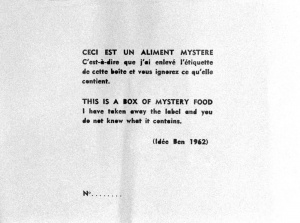 CECI EST UN ALIMENT MYSTERE
C'est-à-dire que j'ai enlevé l'étiquette
de cette boîte et vous ignorez ce qu'elle
contient.
THIS IS A BOX OF MYSTERY FOOD
I have taken away the label and you
do not know what it contains.
(Idée Ben 1962)
N°........